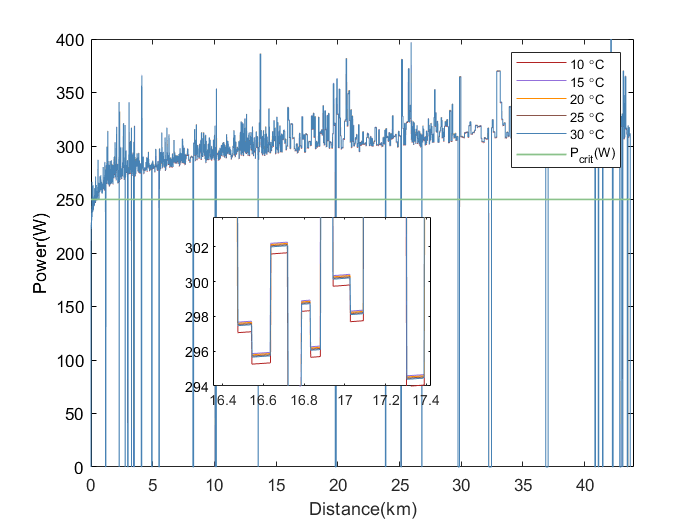 400
350
300
250
200
150
100
50
0
Power(W)
0 5 10 15 20 25 30 35 40
Distance(km)
10 °C
15 °C
20 °C
25 °C
30 °C
Pcrit(W)
302
300
298
296
294
16.4 16.6 16.8 17 17.2 17.4